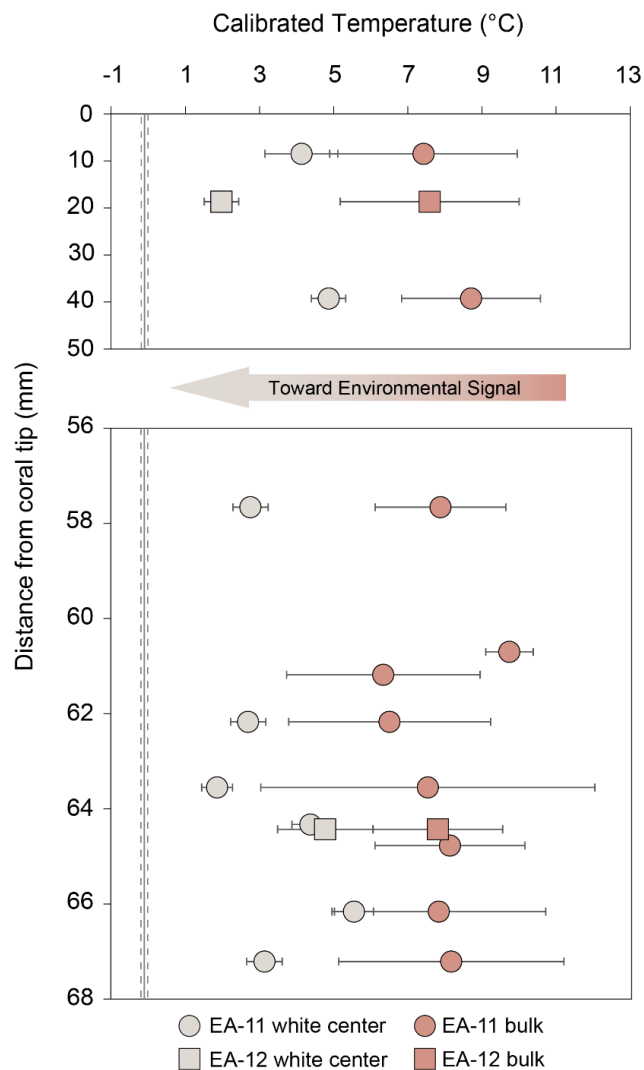 Calibrated Temperature (°C)
-1 1 3 5 7 9 11 13
0
10
20
30
40
50
Toward Environmental Signal
Distance from coral tip (mm)
56
58
60
62
64
66
68
EA-11 white center EA-11 bulk
EA-12 white center EA-12 bulk